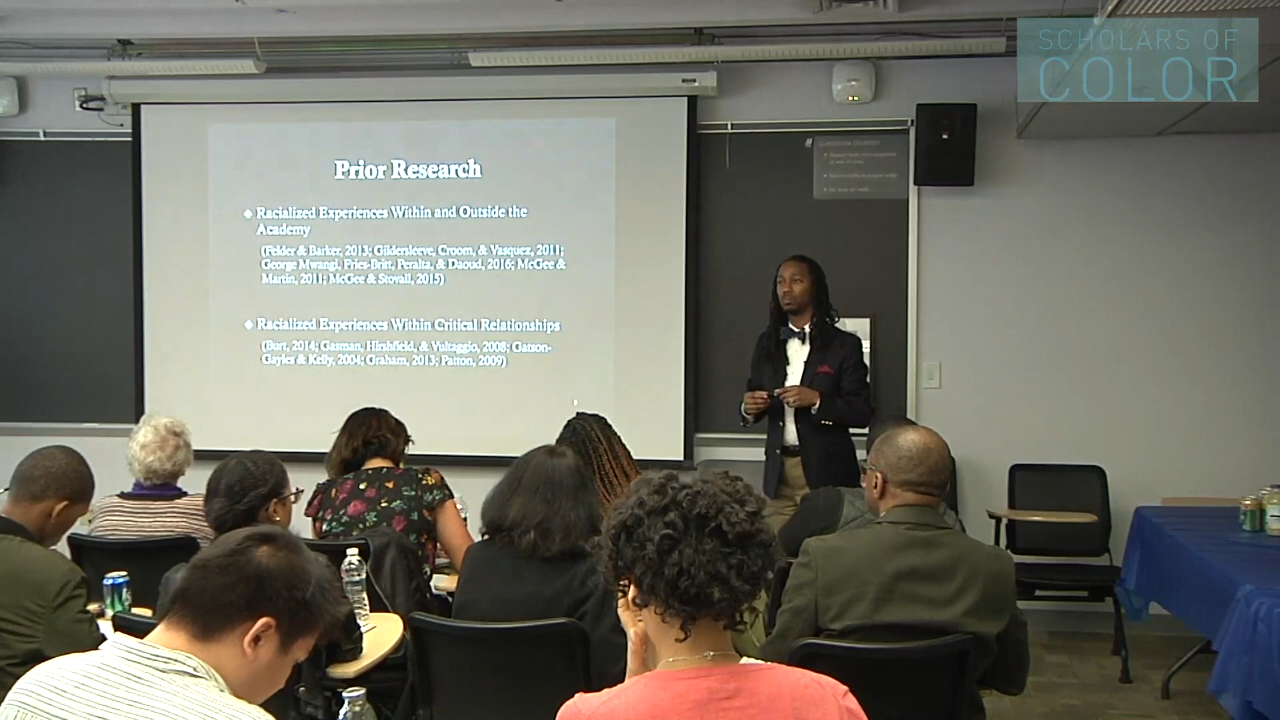 SCHOLARS OF
COLOR
Prior Research
Racialized Experiences Within and Outside the
Academy
(Felder & Barker, 2013; Gildersleeve, Croom, & Vasquez, 2011;
George Mwangi, Fries-Britt, Peralta, & Daoud, 2016; McGee &
Martin, 2011; McGee & Stovall, 2015)
Racialized Experiences Within Critical Relationships
(Burt, 2014; Gasman, Hirshfield, & Vultaggio, 2008; Gatson-
Gayles & Kelly, 2004; Graham, 2013; Patton, 2009)